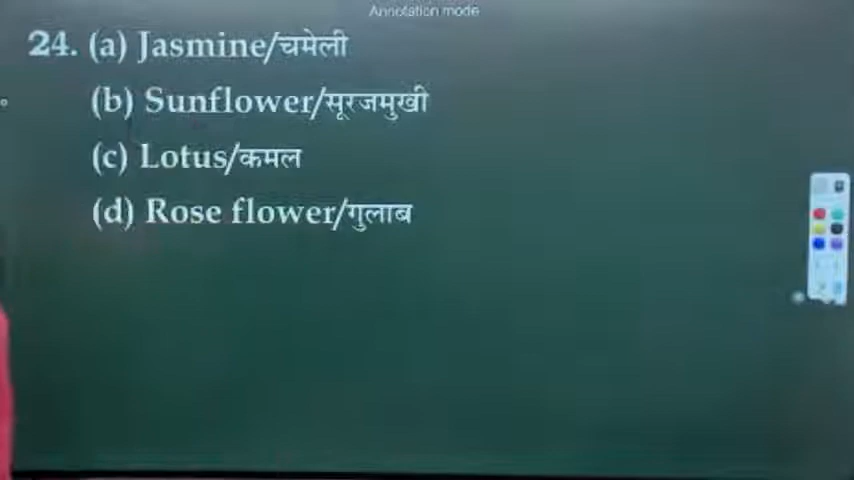 Annotation mode
24. (a) Jasmine/चमेली
(b) Sunflower/सूरजमुखी
(c) Lotus/कमल
(d) Rose flower/गुलाब